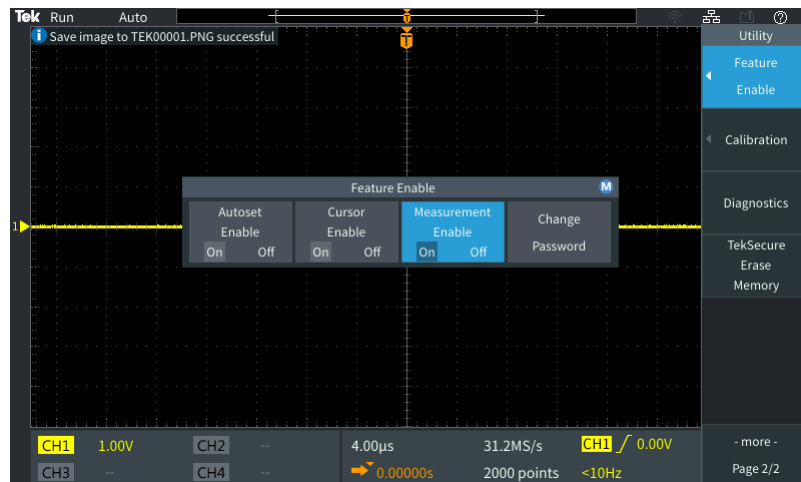 Tek Run Auto
T
Save image to TEK00001.PNG successful
T
Utility
Feature
Enable
Calibration
Diagnostics
TekSecure
Erase
Memory
- more -
Page 2/2
Feature Enable M
Autoset
Enable
On Off
Cursor
Enable
On Off
Measurement
Enable
On Off
Change
Password
1
CH1 1.00V CH2 -- 4.00µs 31.2MS/s CH1 0.00V
CH3 -- CH4 -- 0.00000s 2000 points <10Hz